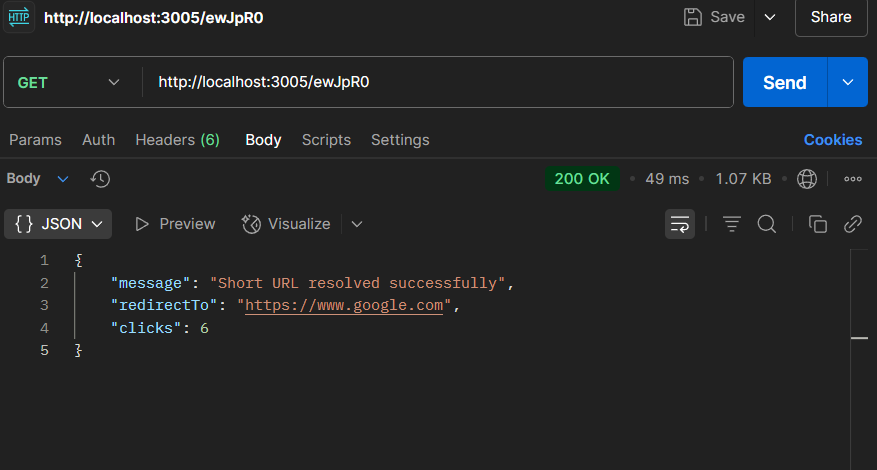 HTTP http://localhost:3005/ewJpR0 Save Share
GET http://localhost:3005/ewJpR0 Send
Params Auth Headers (6) Body Scripts Settings Cookies
Body 200 OK • 49 ms • 1.07 KB •
{} JSON Preview Visualize
1 {
2 "message": "Short URL resolved successfully",
3 "redirectTo": "https://www.google.com",
4 "clicks": 6
5 }